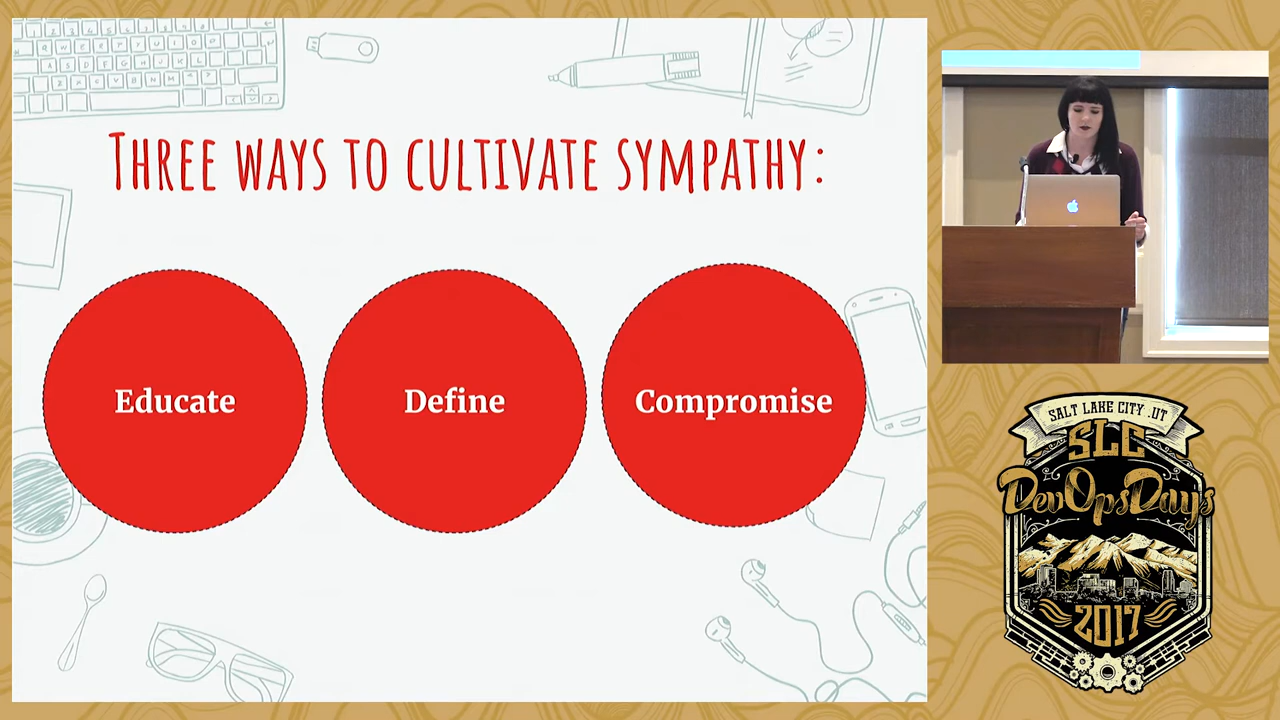 Three ways to cultivate sympathy:
Educate
Define
Compromise
SALT LAKE CITY .UT
SLC
DevOpsDays
2017